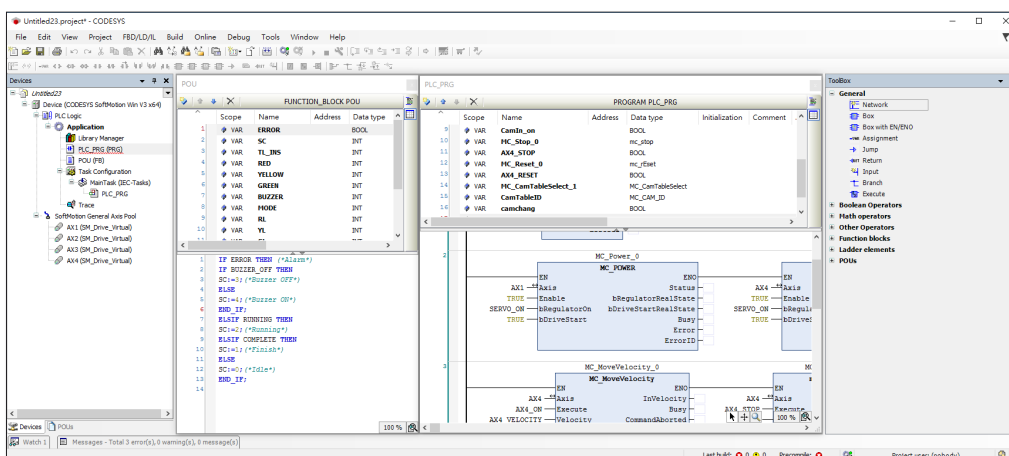 Untitled23.project* - CODESYS
File Edit View Project FBD/LD/IL Build Online Debug Tools Window Help
Devices
Untitled23
Device (CODESYS SoftMotion Win V3 x64)
PLC Logic
Application
Library Manager
PLC_PRG (PRG)
POU (FB)
Task Configuration
MainTask (IEC-Tasks)
PLC_PRG
Trace
SoftMotion General Axis Pool
AX1 (SM_Drive_Virtual)
AX2 (SM_Drive_Virtual)
AX3 (SM_Drive_Virtual)
AX4 (SM_Drive_Virtual)
Devices POUs
POU
FUNCTION_BLOCK POU
Scope Name Address Data type
1 VAR ERROR BOOL
2 VAR SC INT
3 VAR TL_INS INT
4 VAR RED INT
5 VAR YELLOW INT
6 VAR GREEN INT
7 VAR BUZZER INT
8 VAR MODE INT
9 VAR RL INT
10 VAR YL INT
1 IF ERROR THEN (*Alarm*)
2 IF BUZZER_OFF THEN
3 SC:=3;(*Buzzer OFF*)
4 ELSE
5 SC:=4;(*Buzzer ON*)
6 END_IF;
7 ELSIF RUNNING THEN
8 SC:=2;(*Running*)
9 ELSIF COMPLETE THEN
10 SC:=1;(*Finish*)
11 ELSE
12 SC:=0;(*Idle*)
13 END_IF;
14
100 %
PLC_PRG
PROGRAM PLC_PRG
Scope Name Address Data type Initialization Comment
9 VAR CamIn_on BOOL
10 VAR MC_Stop_0 mc_stop
11 VAR AX4_STOP BOOL
12 VAR MC_Reset_0 mc_rEset
13 VAR AX4_RESET BOOL
14 VAR MC_CamTableSelect_1 MC_CamTableSelect
15 VAR CamTableID MC_CAM_ID
16 VAR camchang BOOL
2
MC_Power_0
MC_POWER
EN ENO EN
AX1 Axis Status AX4 Axis
TRUE Enable bRegulatorRealState TRUE Enable
SERVO_ON bRegulatorOn bDriveStartRealState SERVO_ON
TRUE bDriveStart Busy TRUE
Error
ErrorID
3
MC_MoveVelocity_0
MC_MoveVelocity
EN ENO EN
AX4 Axis InVelocity AX4 Axis
AX4_ON Execute Busy AX4_STOP Execute
AX4_VELOCITY Velocity CommandAborted
100 %
ToolBox
General
Network
Box
Box with EN/ENO
Assignment
Jump
Return
Input
Branch
Execute
Boolean Operators
Math operators
Other Operators
Function blocks
Ladder elements
POUs
Watch 1 Messages - Total 3 error(s), 0 warning(s), 0 message(s)
Last build: 0 0 Precompile: Project user: (nobody)